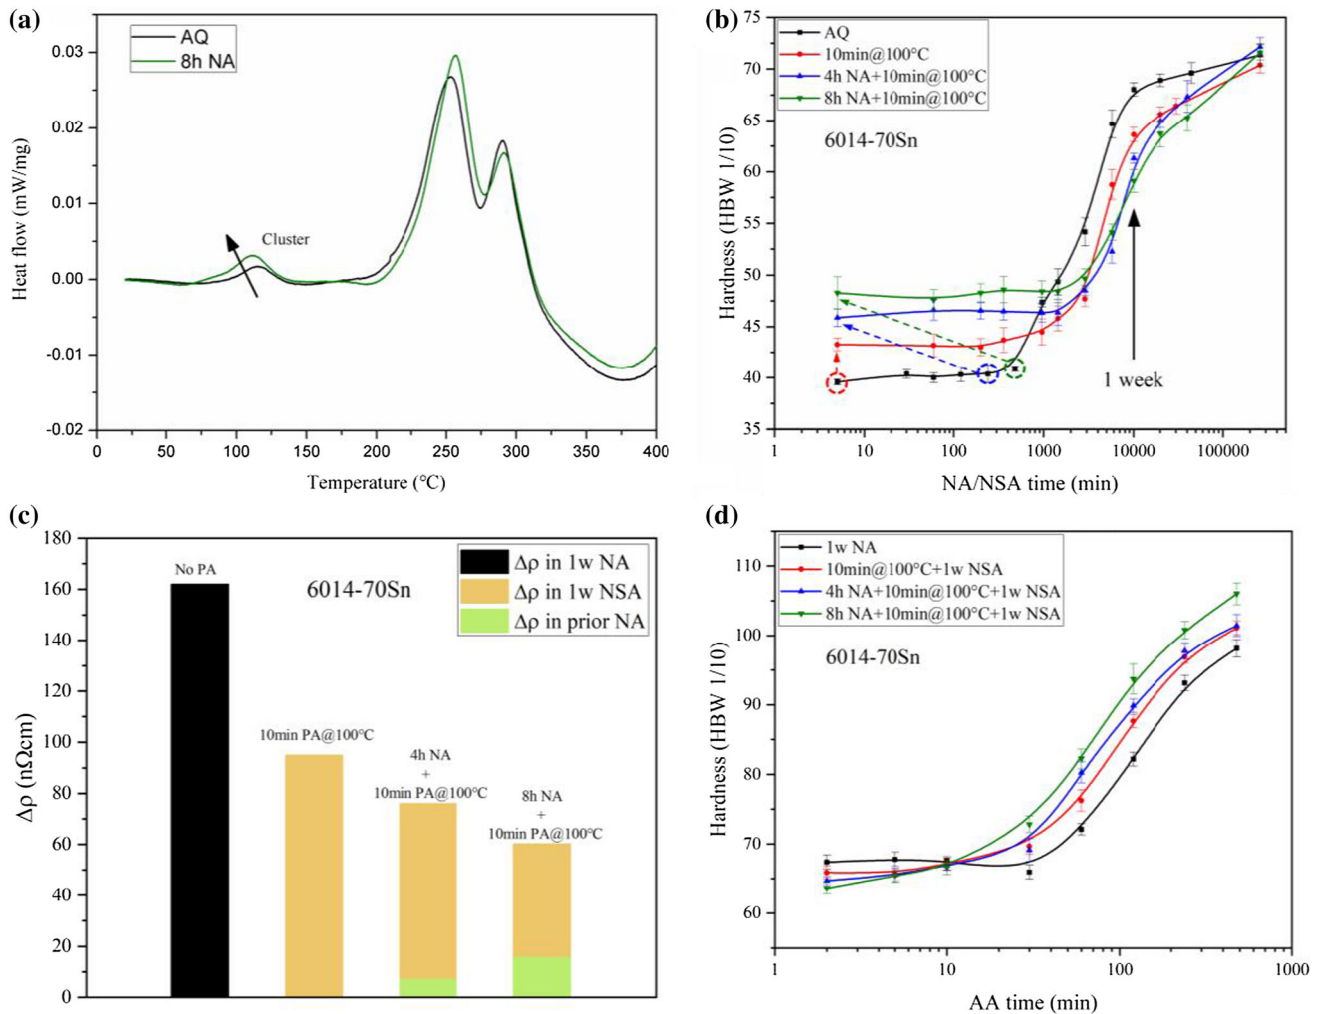 (a)
AQ
8h NA
Cluster
0.03
0.02
0.01
0.00
-0.01
-0.02
0 50 100 150 200 250 300 350 400
Heat flow (mW/mg)
Temperature (℃)
(b)
AQ
10min@100°C
4h NA+10min@100°C
8h NA+10min@100°C
6014-70Sn
1 week
75
70
65
60
55
50
45
40
35
1 10 100 1000 10000 100000
Hardness (HBW 1/10)
NA/NSA time (min)
(c)
No PA
Δρ in 1w NA
Δρ in 1w NSA
Δρ in prior NA
6014-70Sn
10min PA@100°C
4h NA
+
10min PA@100°C
8h NA
+
10min PA@100°C
180
160
140
120
100
80
60
40
20
0
Δρ (nΩcm)
(d)
1w NA
10min@100°C+1w NSA
4h NA+10min@100°C+1w NSA
8h NA+10min@100°C+1w NSA
6014-70Sn
110
100
90
80
70
60
1 10 100 1000
Hardness (HBW 1/10)
AA time (min)